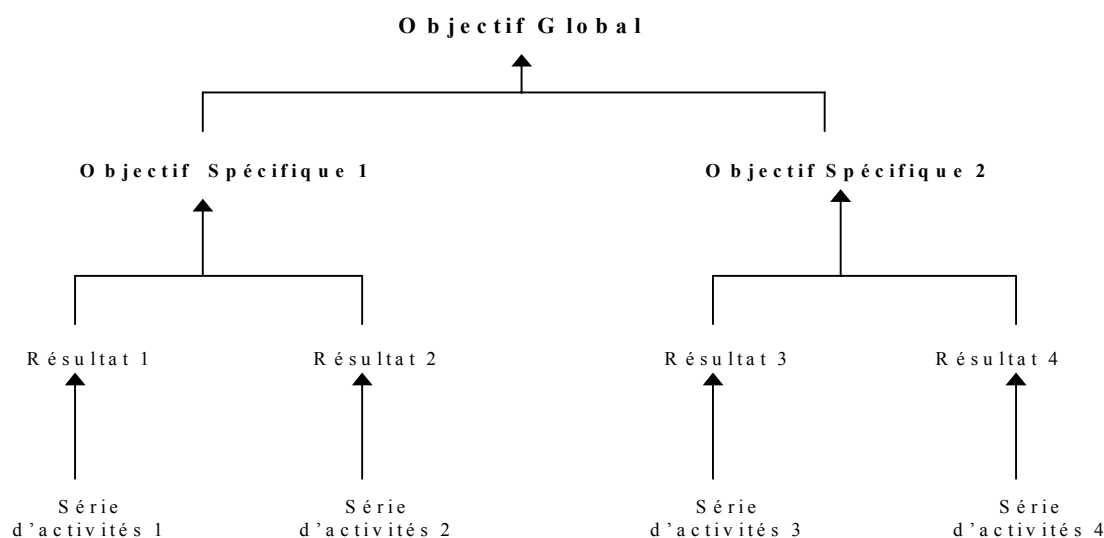 Objectif Global
Objectif Spécifique 1
Objectif Spécifique 2
Résultat 1
Résultat 2
Résultat 3
Résultat 4
Série
d'activités 1
Série
d'activités 2
Série
d'activités 3
Série
d'activités 4